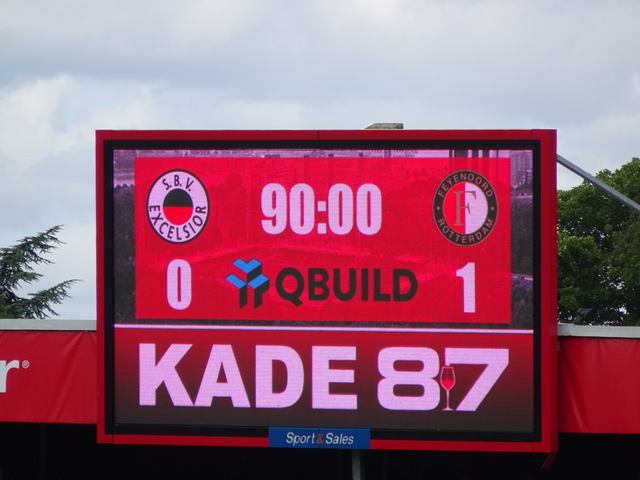 S.B.V. EXCELSIOR
90:00
FEYENOORD ROTTERDAM
F
0
QBUILD
1
KADE 87
r®
Sport&Sales